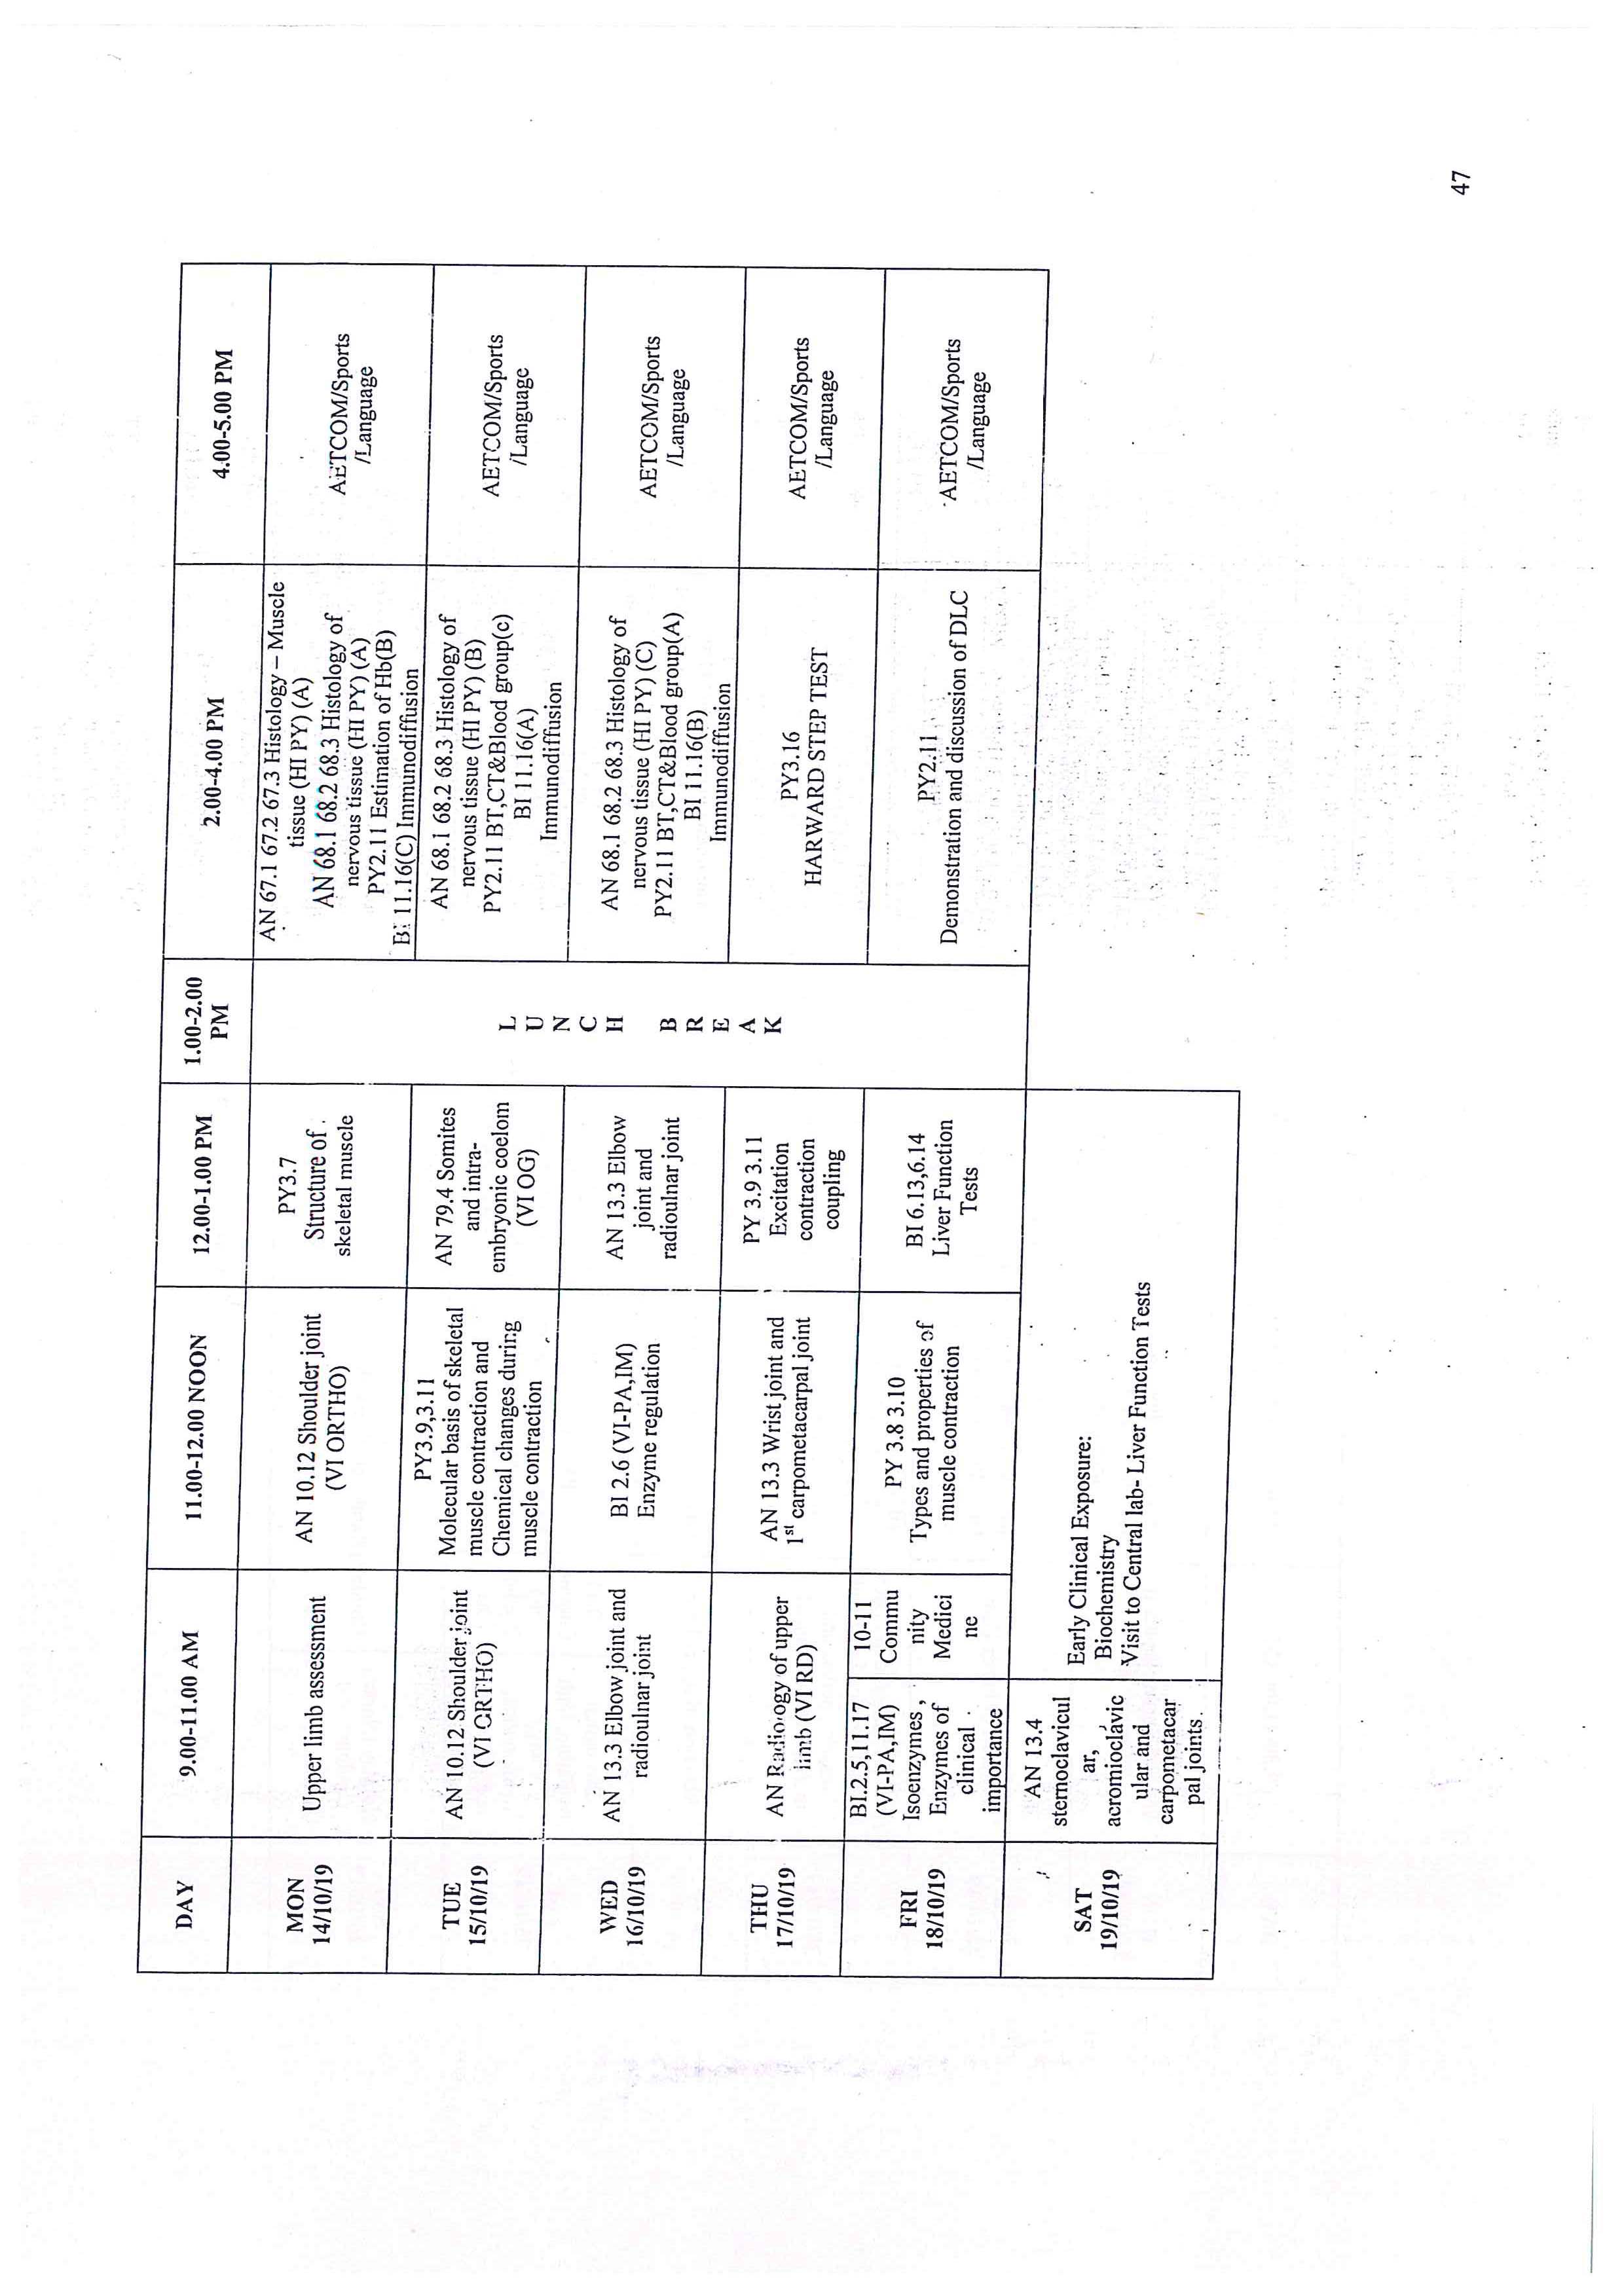 DAY
9.00-11.00 AM
11.00-12.00 NOON
12.00-1.00 PM
1.00-2.00
PM
2.00-4.00 PM
4.00-5.00 PM
MON
14/10/19
Upper limb assessment
AN 10.12 Shoulder joint
(VI ORTHO)
PY3.7
Structure of
skeletal muscle
L
U
N
C
H
B
R
E
A
K
AN 67.1 67.2 67.3 Histology – Muscle
tissue (HI PY) (A)
AN 68.1 68.2 68.3 Histology of
nervous tissue (HI PY) (A)
PY2.11 Estimation of Hb(B)
BI 11.16(C) Immunodiffusion
AETCOM/Sports
/Language
TUE
15/10/19
AN 10.12 Shoulder joint
(VI ORTHO)
PY3.9,3.11
Molecular basis of skeletal
muscle contraction and
Chemical changes during
muscle contraction
AN 79.4 Somites
and intra-
embryonic coelom
(VI OG)
AN 68.1 68.2 68.3 Histology of
nervous tissue (HI PY) (B)
PY2.11 BT,CT&Blood group(c)
BI 11.16(A)
Immunodiffusion
AETCOM/Sports
/Language
WED
16/10/19
AN 13.3 Elbow joint and
radioulnar joint
BI 2.6 (VI-PA,IM)
Enzyme regulation
AN 13.3 Elbow
joint and
radioulnar joint
AN 68.1 68.2 68.3 Histology of
nervous tissue (HI PY) (C)
PY2.11 BT,CT&Blood group(A)
BI 11.16(B)
Immunodiffusion
AETCOM/Sports
/Language
THU
17/10/19
AN Radiology of upper
limb (VI RD)
AN 13.3 Wrist joint and
1st carpometacarpal joint
PY 3.9 3.11
Excitation
contraction
coupling
PY3.16
HARWARD STEP TEST
AETCOM/Sports
/Language
FRI
18/10/19
BI.2.5,11.17
(VI-PA,IM)
Isoenzymes ,
Enzymes of
clinical
importance
10-11
Commu
nity
Medici
ne
PY 3.8 3.10
Types and properties of
muscle contraction
BI 6.13,6.14
Liver Function
Tests
PY2.11
Demonstration and discussion of DLC
AETCOM/Sports
/Language
SAT
19/10/19
AN 13.4
sternoclavicul
ar,
acromioclavic
ular and
carpometacar
pal joints.
Early Clinical Exposure:
Biochemistry
Visit to Central lab- Liver Function Tests
47